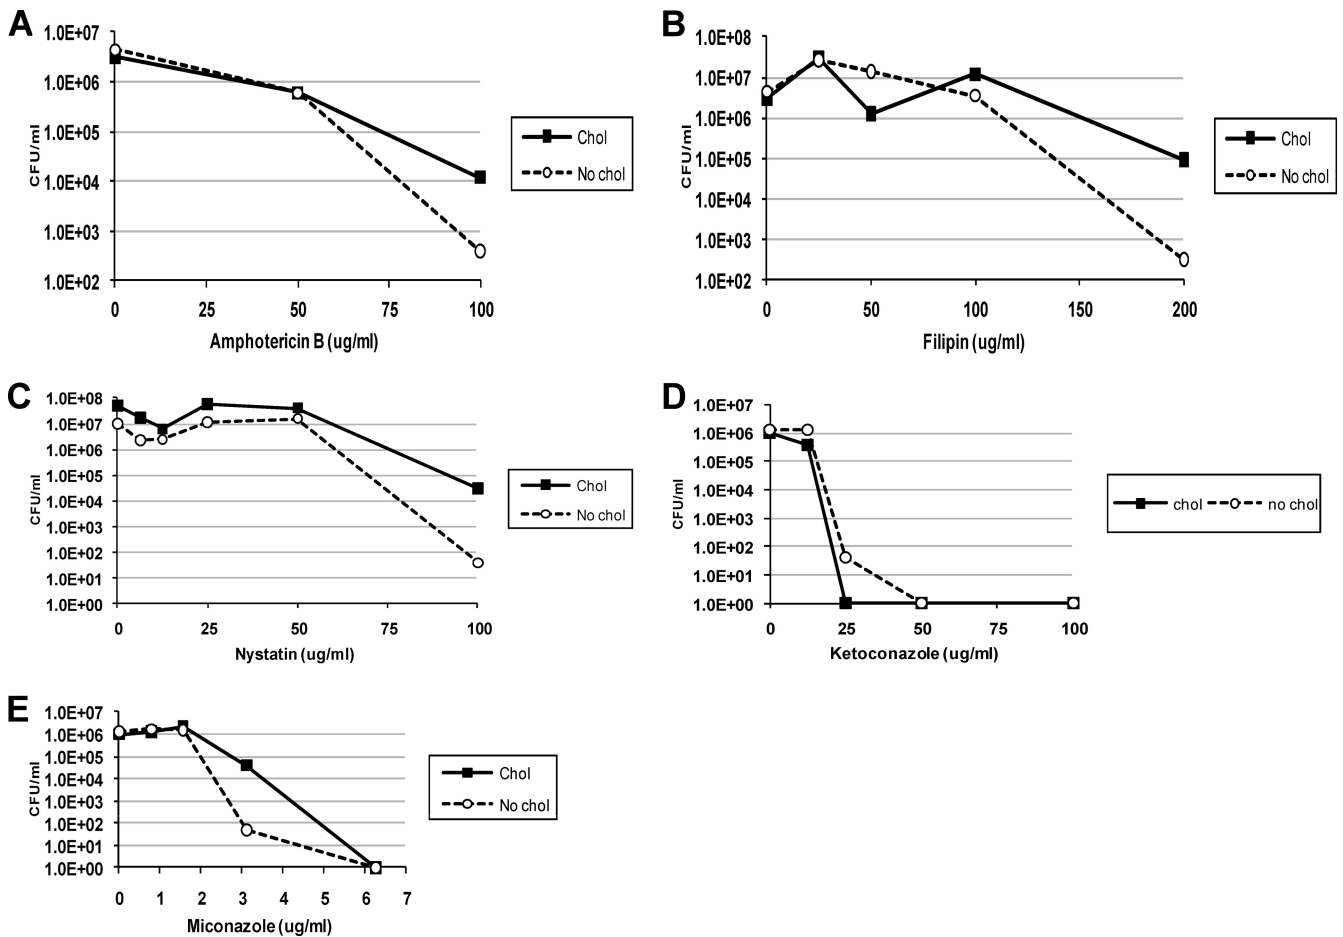 A
1.0E+07
1.0E+06
1.0E+05
1.0E+04
1.0E+03
1.0E+02
CFU/ml
0 25 50 75 100
Amphotericin B (ug/ml)
Chol
No chol
B
1.0E+08
1.0E+07
1.0E+06
1.0E+05
1.0E+04
1.0E+03
1.0E+02
CFU/ml
0 50 100 150 200
Filipin (ug/ml)
Chol
No chol
C
1.0E+08
1.0E+07
1.0E+06
1.0E+05
1.0E+04
1.0E+03
1.0E+02
1.0E+01
1.0E+00
CFU/ml
0 25 50 75 100
Nystatin (ug/ml)
Chol
No chol
D
1.0E+07
1.0E+06
1.0E+05
1.0E+04
1.0E+03
1.0E+02
1.0E+01
1.0E+00
CFU/ml
0 25 50 75 100
Ketoconazole (ug/ml)
chol no chol
E
1.0E+07
1.0E+06
1.0E+05
1.0E+04
1.0E+03
1.0E+02
1.0E+01
1.0E+00
CFU/ml
0 1 2 3 4 5 6 7
Miconazole (ug/ml)
Chol
No chol